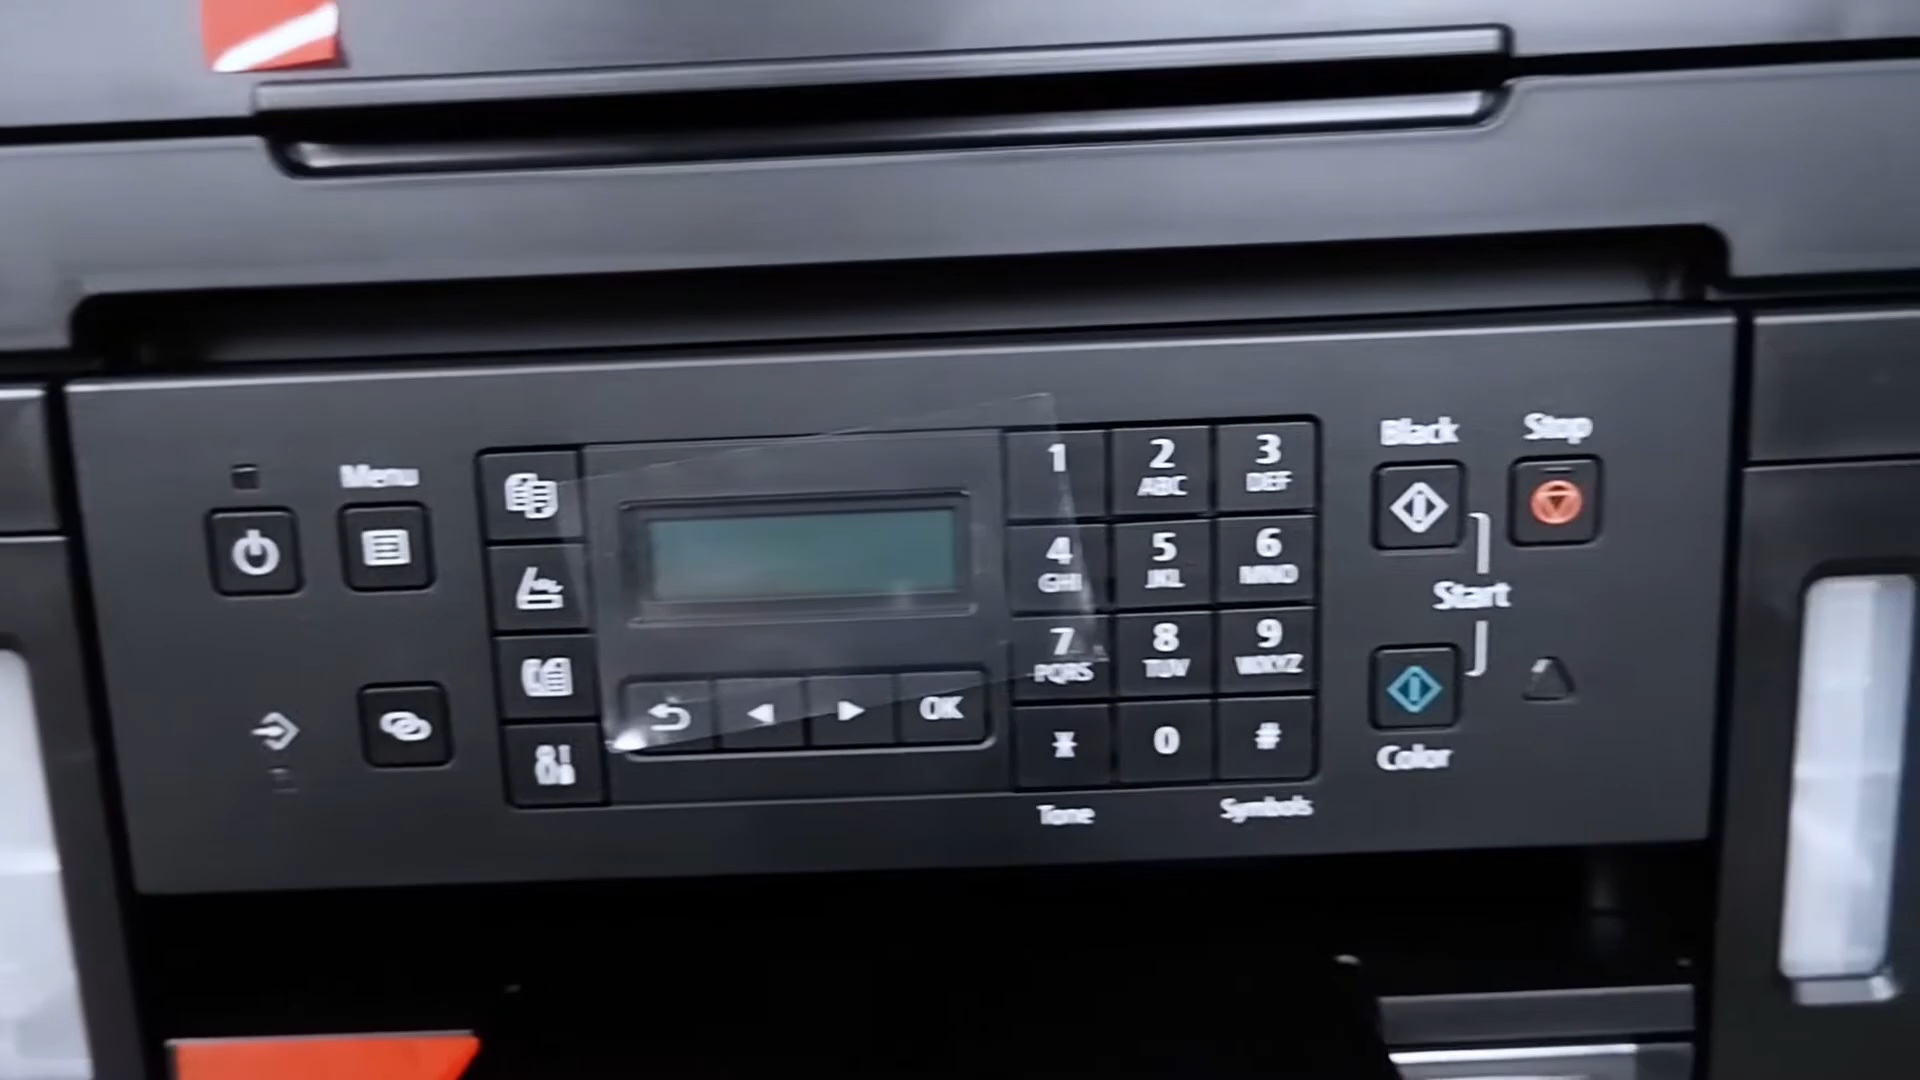 Menu
1
2
ABC
3
DEF
4
GHI
5
JKL
6
MNO
7
PQRS
8
TUV
9
WXYZ
*
0
#
Tone
Symbols
OK
Black
Stop
Start
Color